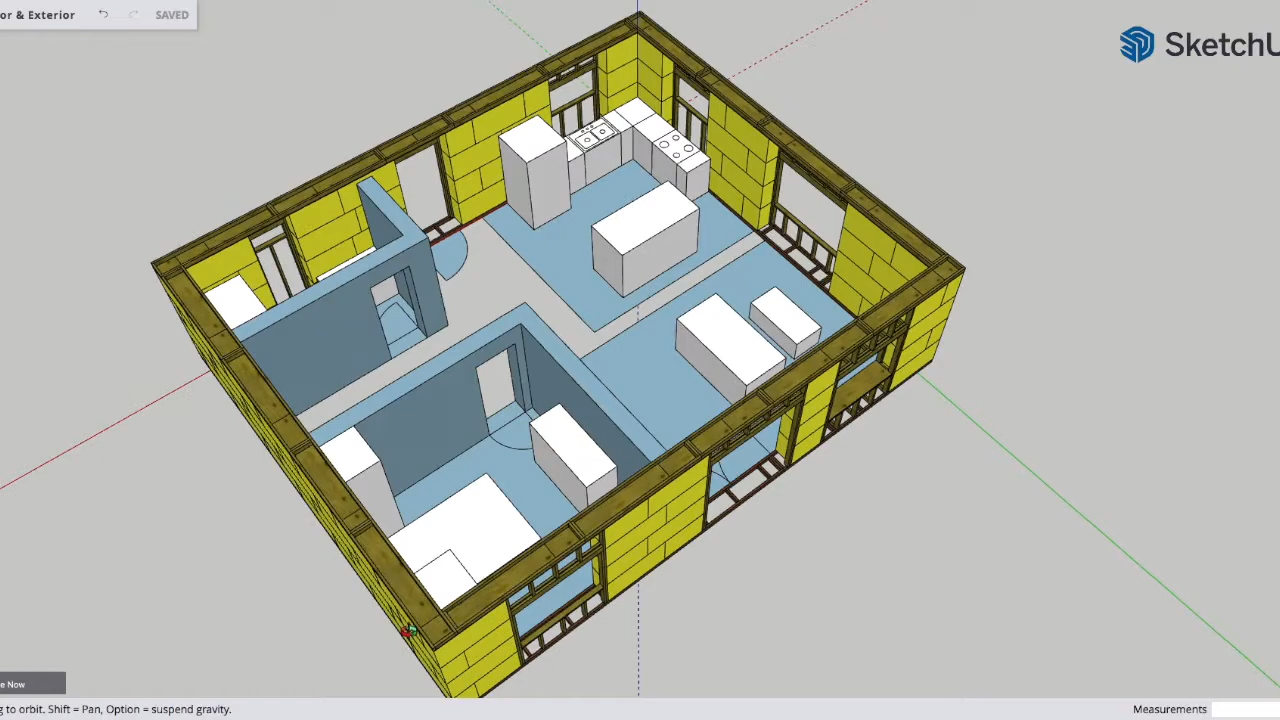 or & Exterior
SAVED
SketchU
e Now
g to orbit. Shift = Pan, Option = suspend gravity.
Measurements